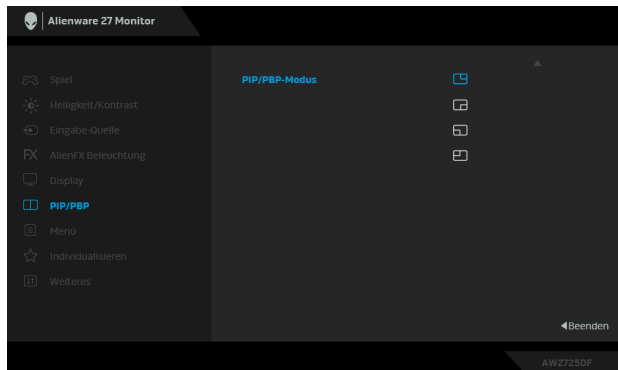 Alienware 27 Monitor
Spiel
PIP/PBP-Modus
Helligkeit/Kontrast
Eingabe-Quelle
AlienFX Beleuchtung
Display
PIP/PBP
Menü
Individualisieren
Weiteres
Beenden
AW2725DF